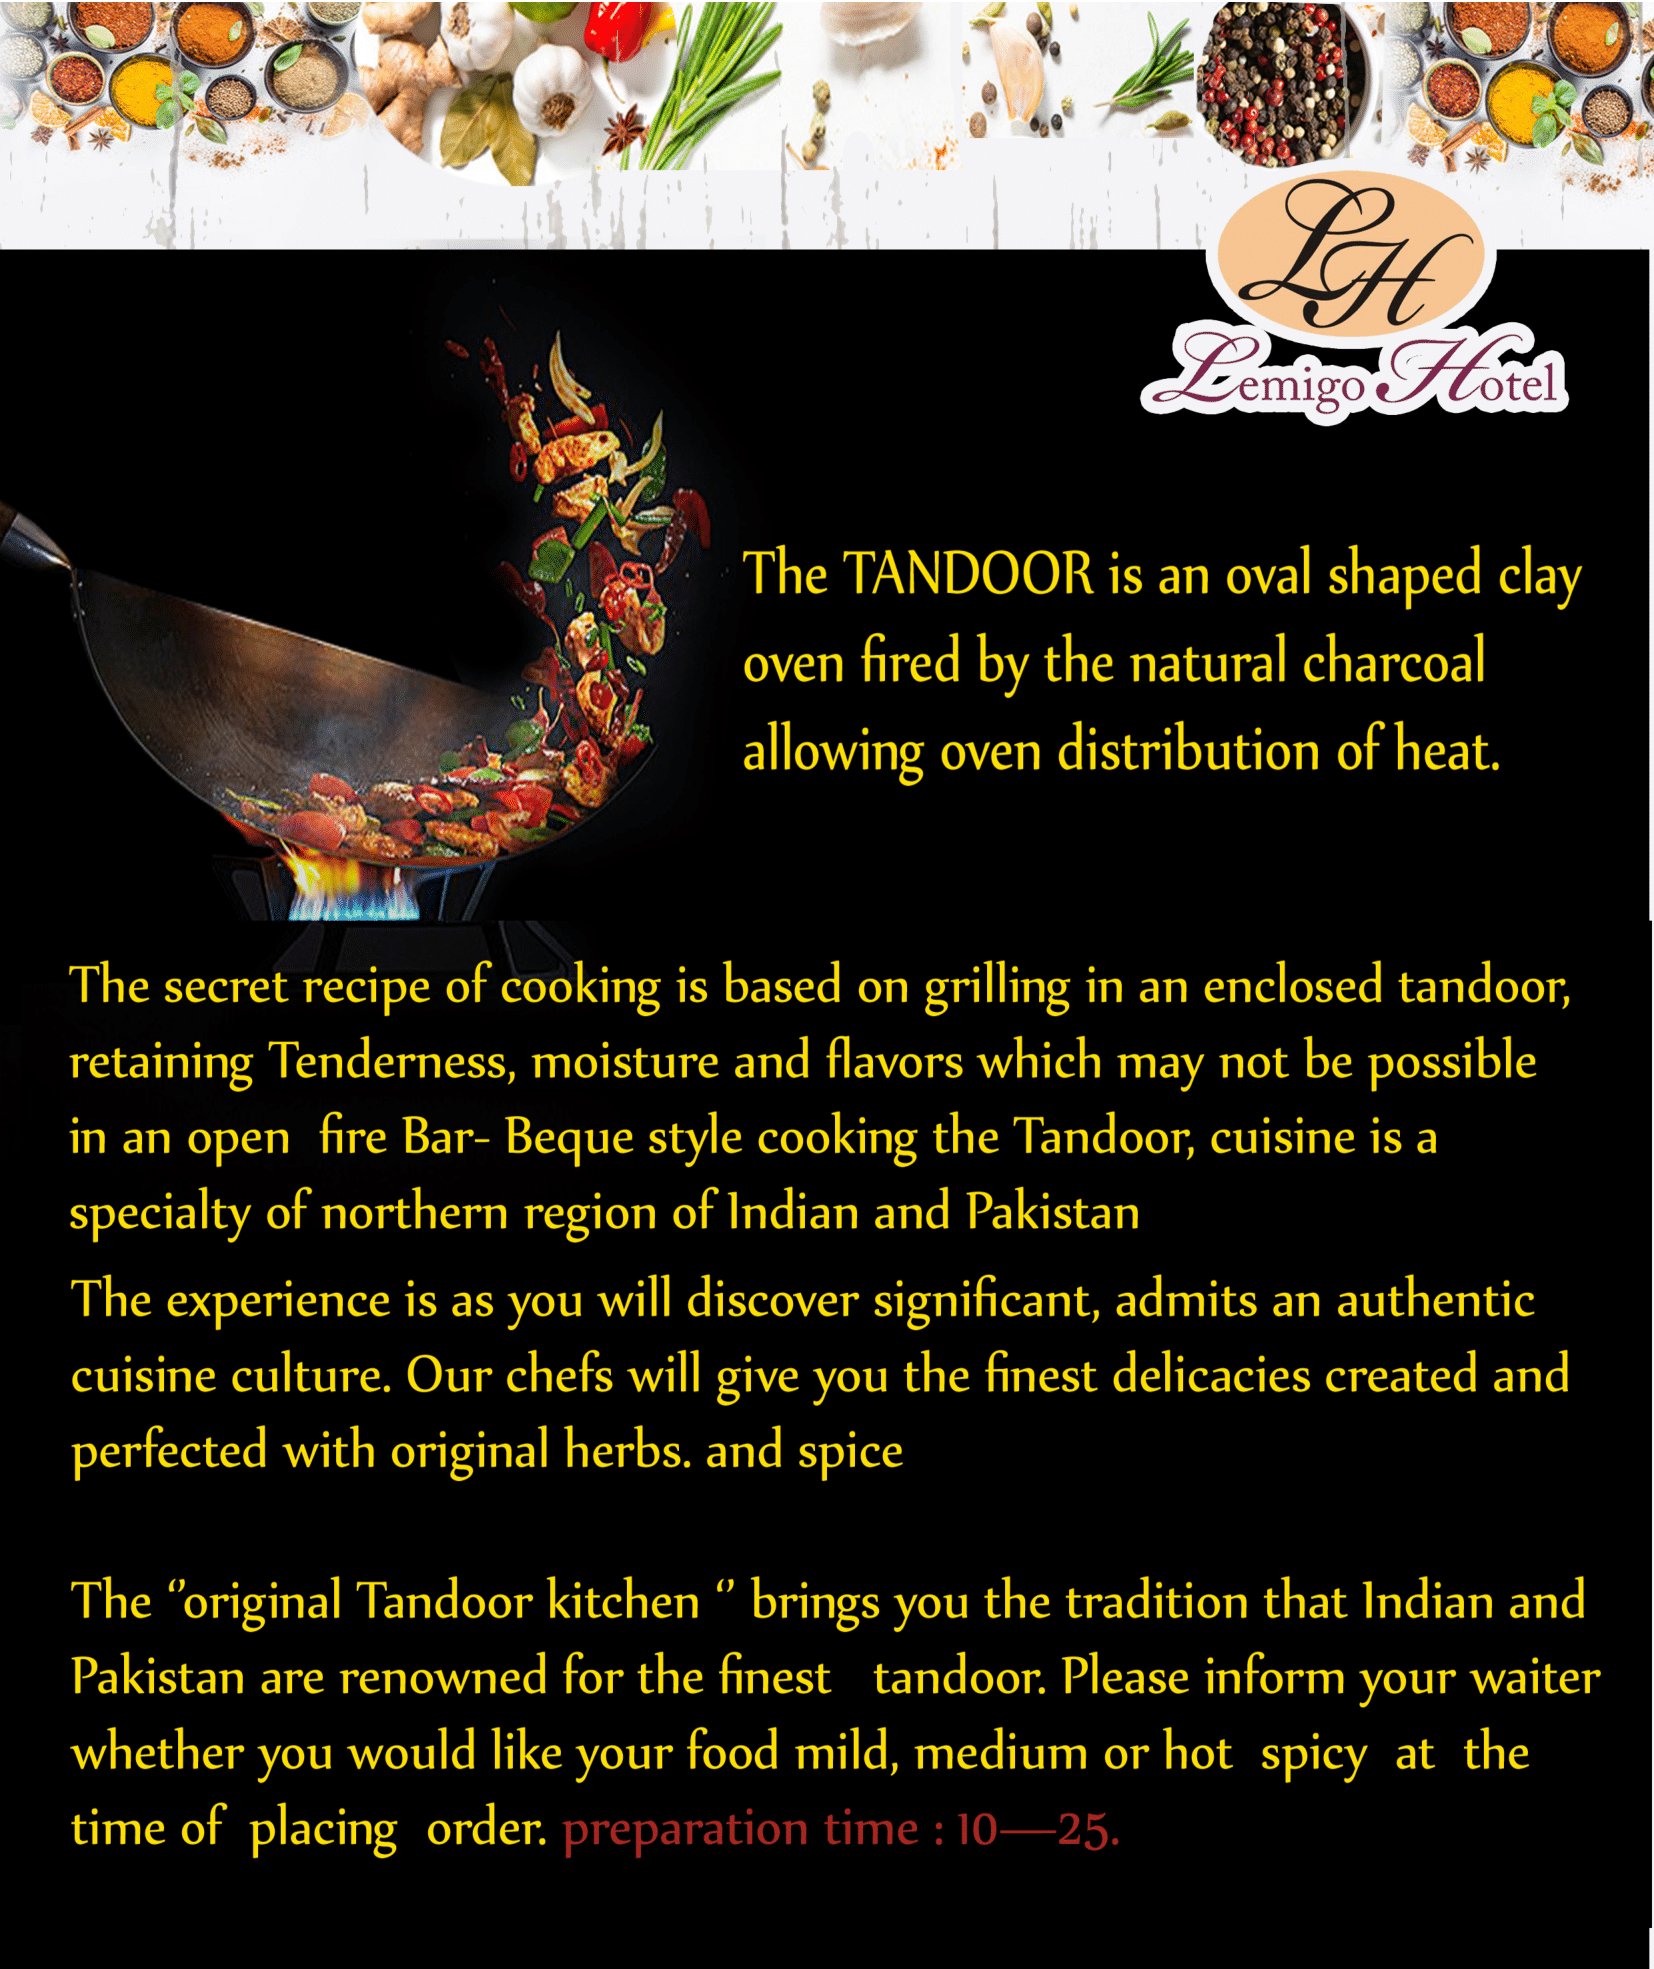 LH
Lemigo Hotel
The TANDOOR is an oval shaped clay
oven fired by the natural charcoal
allowing oven distribution of heat.
The secret recipe of cooking is based on grilling in an enclosed tandoor,
retaining Tenderness, moisture and flavors which may not be possible
in an open fire Bar- Beque style cooking the Tandoor, cuisine is a
specialty of northern region of Indian and Pakistan
The experience is as you will discover significant, admits an authentic
cuisine culture. Our chefs will give you the finest delicacies created and
perfected with original herbs. and spice
The “original Tandoor kitchen “ brings you the tradition that Indian and
Pakistan are renowned for the finest tandoor. Please inform your waiter
whether you would like your food mild, medium or hot spicy at the
time of placing order. preparation time : 10—25.